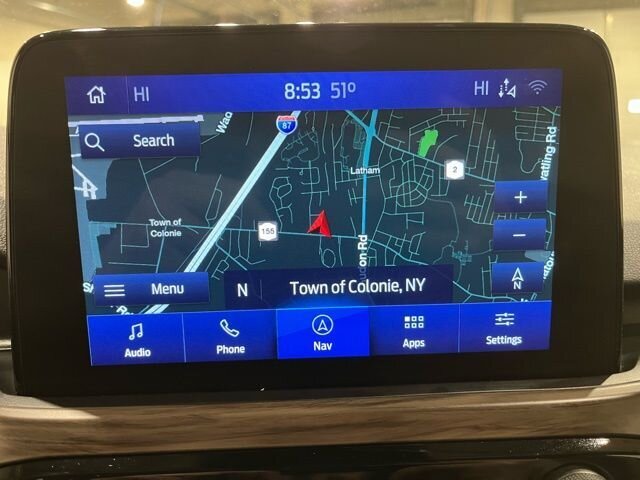 HI 8:53 51° HI
87
Search
Latham
2
Town of
Colonie
155
Menu
N Town of Colonie, NY
+
−
N
Audio Phone Nav Apps Settings